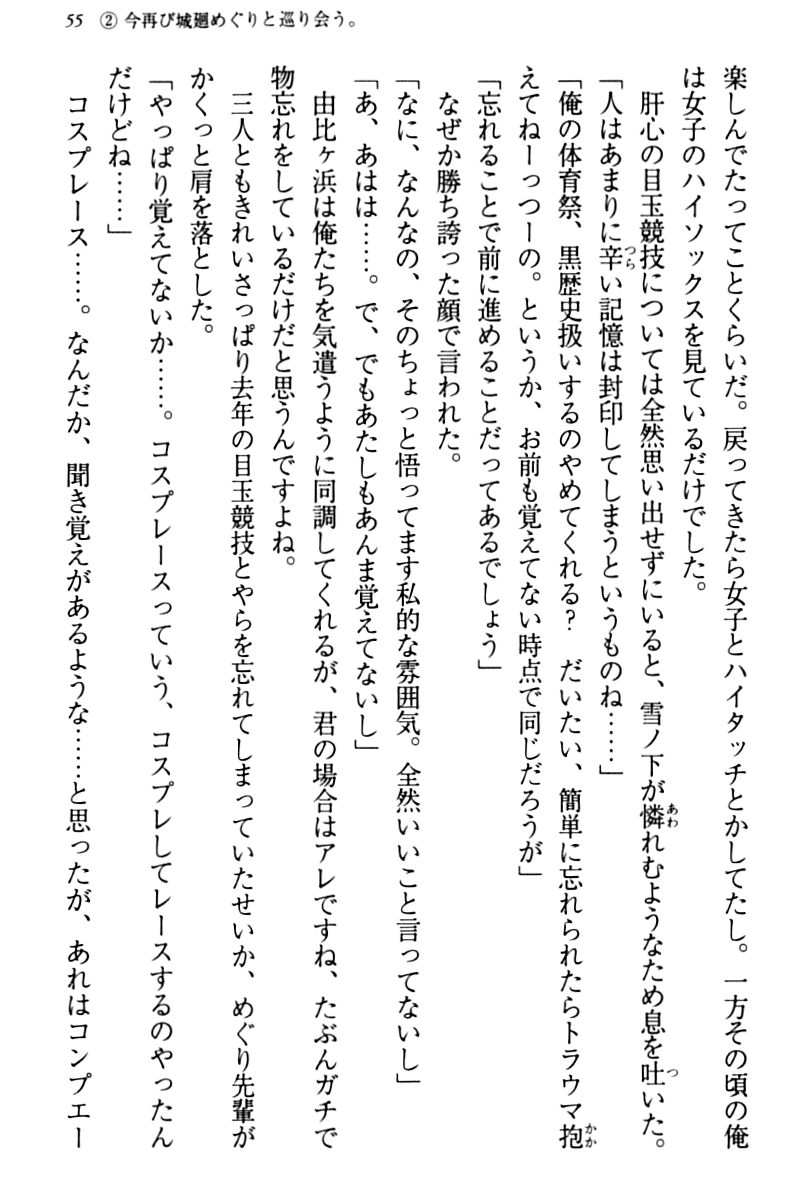 55 ② 今再び城廻めぐりと巡り会う。
楽しんでたってことくらいだ。戻ってきたら女子とハイタッチとかしてたし。一方その頃の俺
は女子のハイソックスを見ているだけでした。
　肝心の目玉競技については全然思い出せずにいると、雪ノ下が憐れむようなため息を吐いた。
「人はあまりに辛い記憶は封印してしまうというものね……」
「俺の体育祭、黒歴史扱いするのやめてくれる？　だいたい、簡単に忘れられたらトラウマ抱
えてねーっつーの。というか、お前も覚えてない時点で同じだろうが」
「忘れることで前に進めることだってあるでしょう」
　なぜか勝ち誇った顔で言われた。
「なに、なんなの、そのちょっと悟ってます私的な雰囲気。全然いいこと言ってないし」
「あ、あはは……。で、でもあたしもあんま覚えてないし」
　由比ヶ浜は俺たちを気遣うように同調してくれるが、君の場合はアレですね、たぶんガチで
物忘れをしているだけだと思うんですよね。
　三人ともきれいさっぱり去年の目玉競技とやらを忘れてしまっていたせいか、めぐり先輩が
かくっと肩を落とした。
「やっぱり覚えてないか……。コスプレースっていう、コスプレしてレースするのやったん
だけどね……」
　コスプレース……。なんだか、聞き覚えがあるような……と思ったが、あれはコンプエー